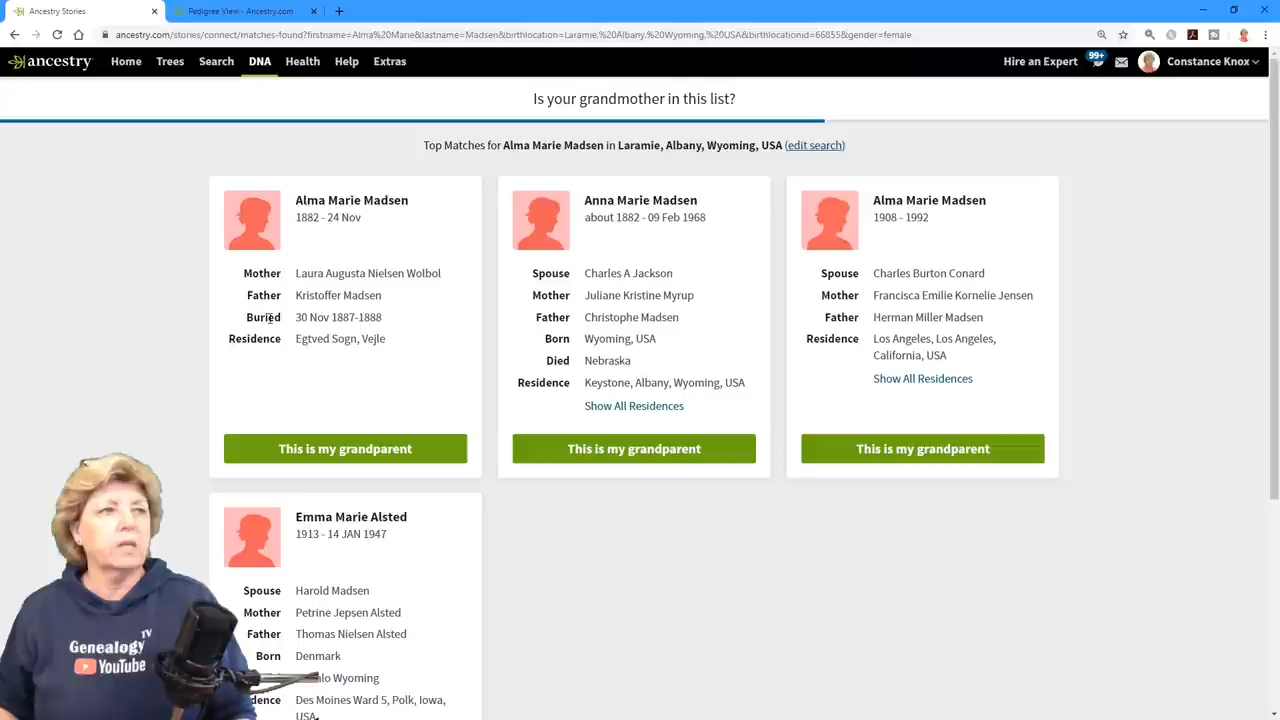 Ancestry Stories
Pedigree View - Ancestry.com
ancestry.com/stories/connect/matches-found?firstname=Alma%20Marie&lastname=Madsen&birthlocation=Laramie,%20Albany,%20Wyoming,%20USA&birthlocationid=66855&gender=female
ancestry Home Trees Search DNA Health Help Extras Hire an Expert 99+ Constance Knox
Is your grandmother in this list?
Top Matches for Alma Marie Madsen in Laramie, Albany, Wyoming, USA (edit search)
Alma Marie Madsen
1882 - 24 Nov
Mother Laura Augusta Nielsen Wolbol
Father Kristoffer Madsen
Buried 30 Nov 1887-1888
Residence Egtved Sogn, Vejle
This is my grandparent
Anna Marie Madsen
about 1882 - 09 Feb 1968
Spouse Charles A Jackson
Mother Juliane Kristine Myrup
Father Christophe Madsen
Born Wyoming, USA
Died Nebraska
Residence Keystone, Albany, Wyoming, USA
Show All Residences
This is my grandparent
Alma Marie Madsen
1908 - 1992
Spouse Charles Burton Conard
Mother Francisca Emilie Kornelie Jensen
Father Herman Miller Madsen
Residence Los Angeles, Los Angeles,
California, USA
Show All Residences
This is my grandparent
Emma Marie Alsted
1913 - 14 JAN 1947
Spouse Harold Madsen
Mother Petrine Jepsen Alsted
Father Thomas Nielsen Alsted
Born Denmark
Wyoming
Des Moines Ward 5, Polk, Iowa,
USA
Genealogy TV
YouTube